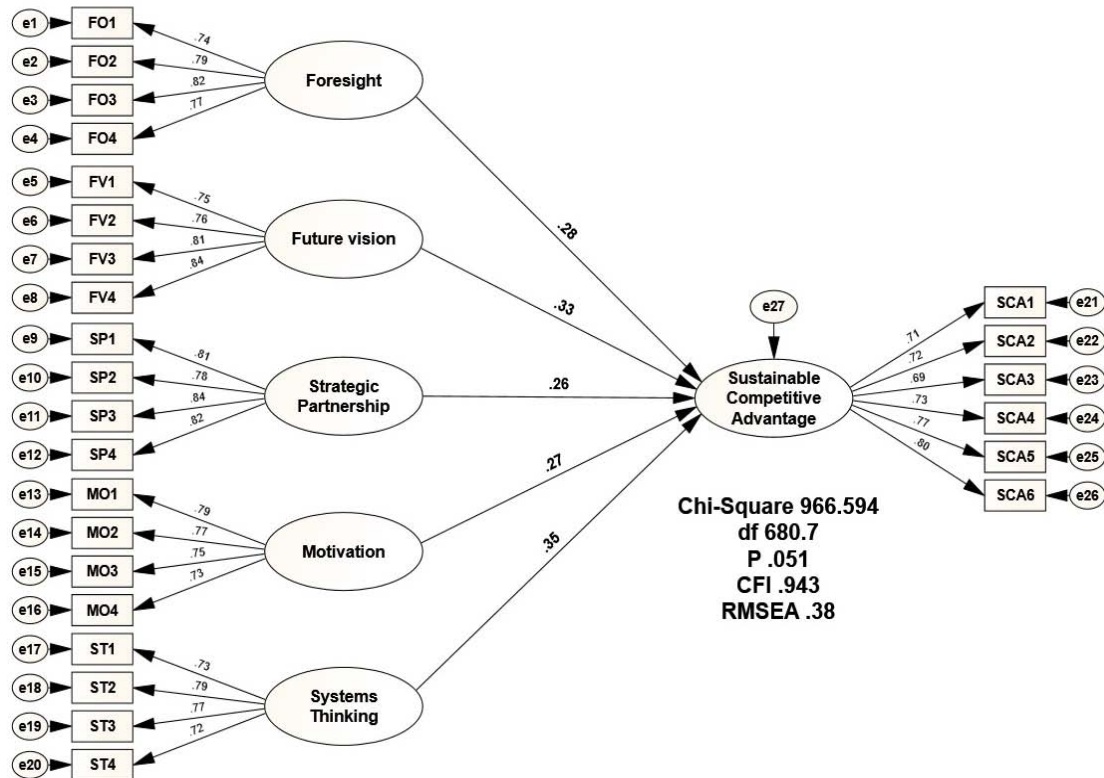 e1 FO1
e2 FO2
e3 FO3
e4 FO4
.74
.79
.82
.77
Foresight
e5 FV1
e6 FV2
e7 FV3
e8 FV4
.75
.76
.81
.84
Future vision
e9 SP1
e10 SP2
e11 SP3
e12 SP4
.81
.78
.84
.82
Strategic
Partnership
e13 MO1
e14 MO2
e15 MO3
e16 MO4
.79
.77
.75
.73
Motivation
e17 ST1
e18 ST2
e19 ST3
e20 ST4
.73
.79
.77
.72
Systems
Thinking
.28
.33
.26
.27
.35
e27
Sustainable
Competitive
Advantage
.71
.72
.69
.73
.77
.80
SCA1 e21
SCA2 e22
SCA3 e23
SCA4 e24
SCA5 e25
SCA6 e26
Chi-Square 966.594
df 680.7
P .051
CFI .943
RMSEA .38